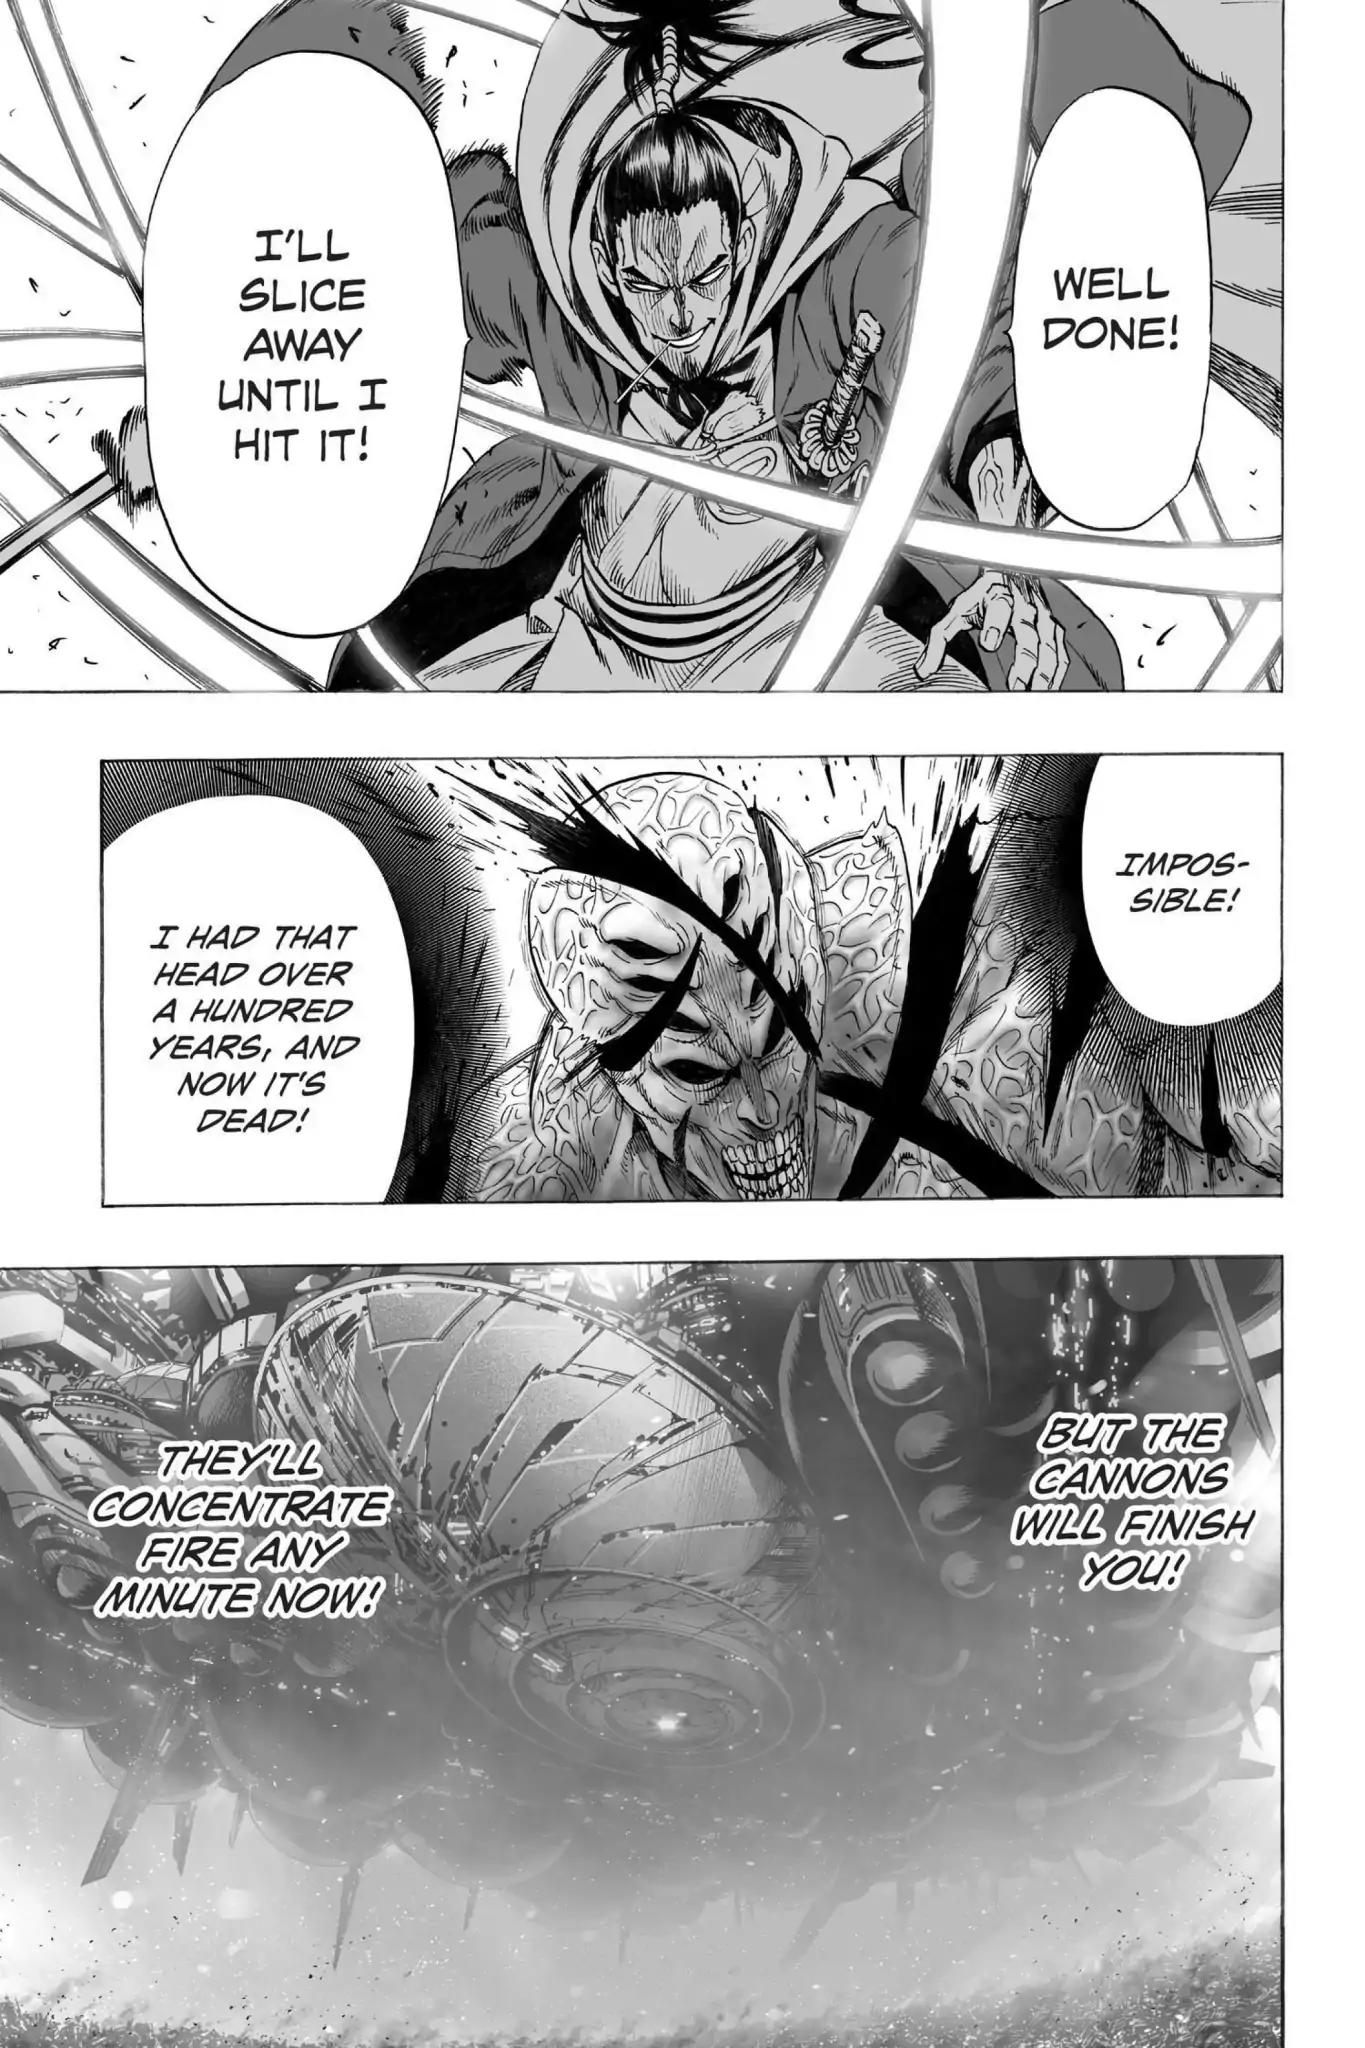 WELL
DONE!
I'LL
SLICE
AWAY
UNTIL I
HIT IT!
IMPOS-
SIBLE!
I HAD THAT
HEAD OVER
A HUNDRED
YEARS, AND
NOW IT'S
DEAD!
BUT THE
CANNONS
WILL FINISH
YOU!
THEY'LL
CONCENTRATE
FIRE ANY
MINUTE NOW!